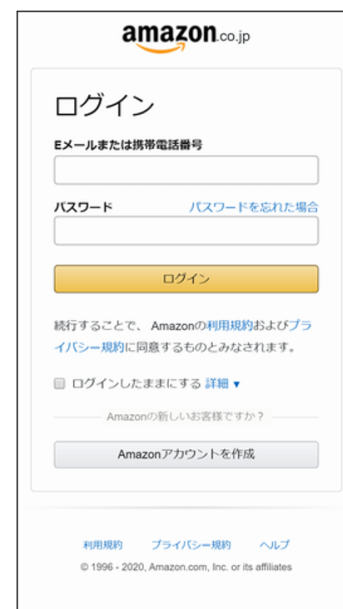 amazon.co.jp
ログイン
Eメールまたは携帯電話番号
パスワード パスワードを忘れた場合
ログイン
続行することで、 Amazonの利用規約およびプラ
イバシー規約に同意するものとみなされます。
ログインしたままにする 詳細
Amazonの新しいお客様ですか？
Amazonアカウントを作成
利用規約 プライバシー規約 ヘルプ
© 1996 - 2020, Amazon.com, Inc. or its affiliates